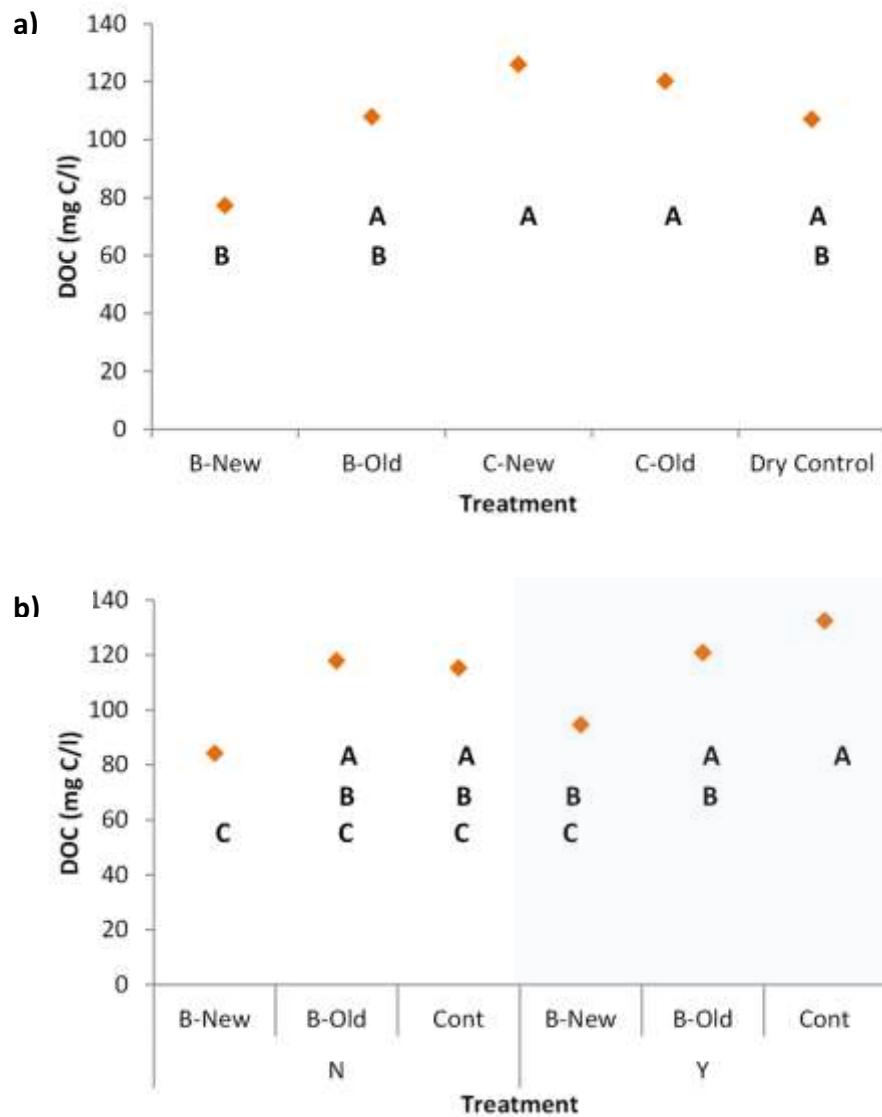 a)
140
120
100
80
60
40
20
0
DOC (mg C/l)
A A A A
B B B
B-New B-Old C-New C-Old Dry Control
Treatment
b)
140
120
100
80
60
40
20
0
DOC (mg C/l)
A A A A
B B B B
C C C C
B-New B-Old Cont B-New B-Old Cont
N Y
Treatment